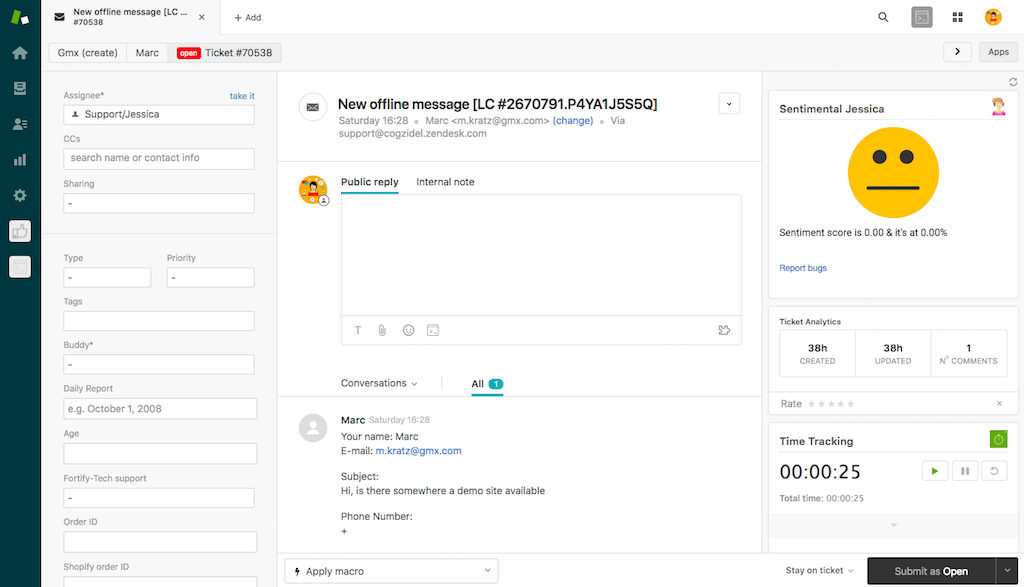 New offline message [LC ...
#70538
×
+ Add
Gmx (create)
Marc
open Ticket #70538
Apps
Assignee*
take it
Support/Jessica
CCs
search name or contact info
Sharing
-
Type
Priority
-
-
Tags
Buddy*
-
Daily Report
e.g. October 1, 2008
Age
Fortify-Tech support
-
Order ID
Shopify order ID
New offline message [LC #2670791.P4YA1J5S5Q]
Saturday 16:28 Marc <m.kratz@gmx.com> (change) Via
support@cogzidel.zendesk.com
Public reply
Internal note
T
Conversations
All 1
Marc Saturday 16:28
Your name: Marc
E-mail: m.kratz@gmx.com
Subject:
Hi, is there somewhere a demo site available
Phone Number:
+
Apply macro
Stay on ticket
Submit as Open
Sentimental Jessica
Sentiment score is 0.00 & it's at 0.00%
Report bugs
Ticket Analytics
38h
CREATED
38h
UPDATED
1
N° COMMENTS
Rate ★★★★★
×
Time Tracking
00:00:25
Total time: 00:00:25